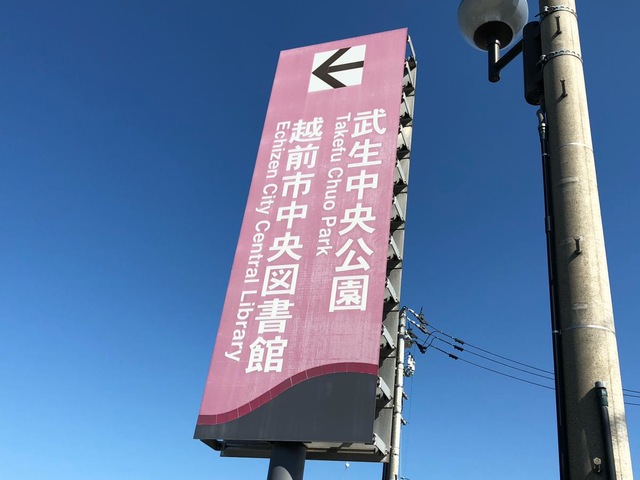 武生中央公園
Takefu Chuo Park
越前市中央図書館
Echizen City Central Library